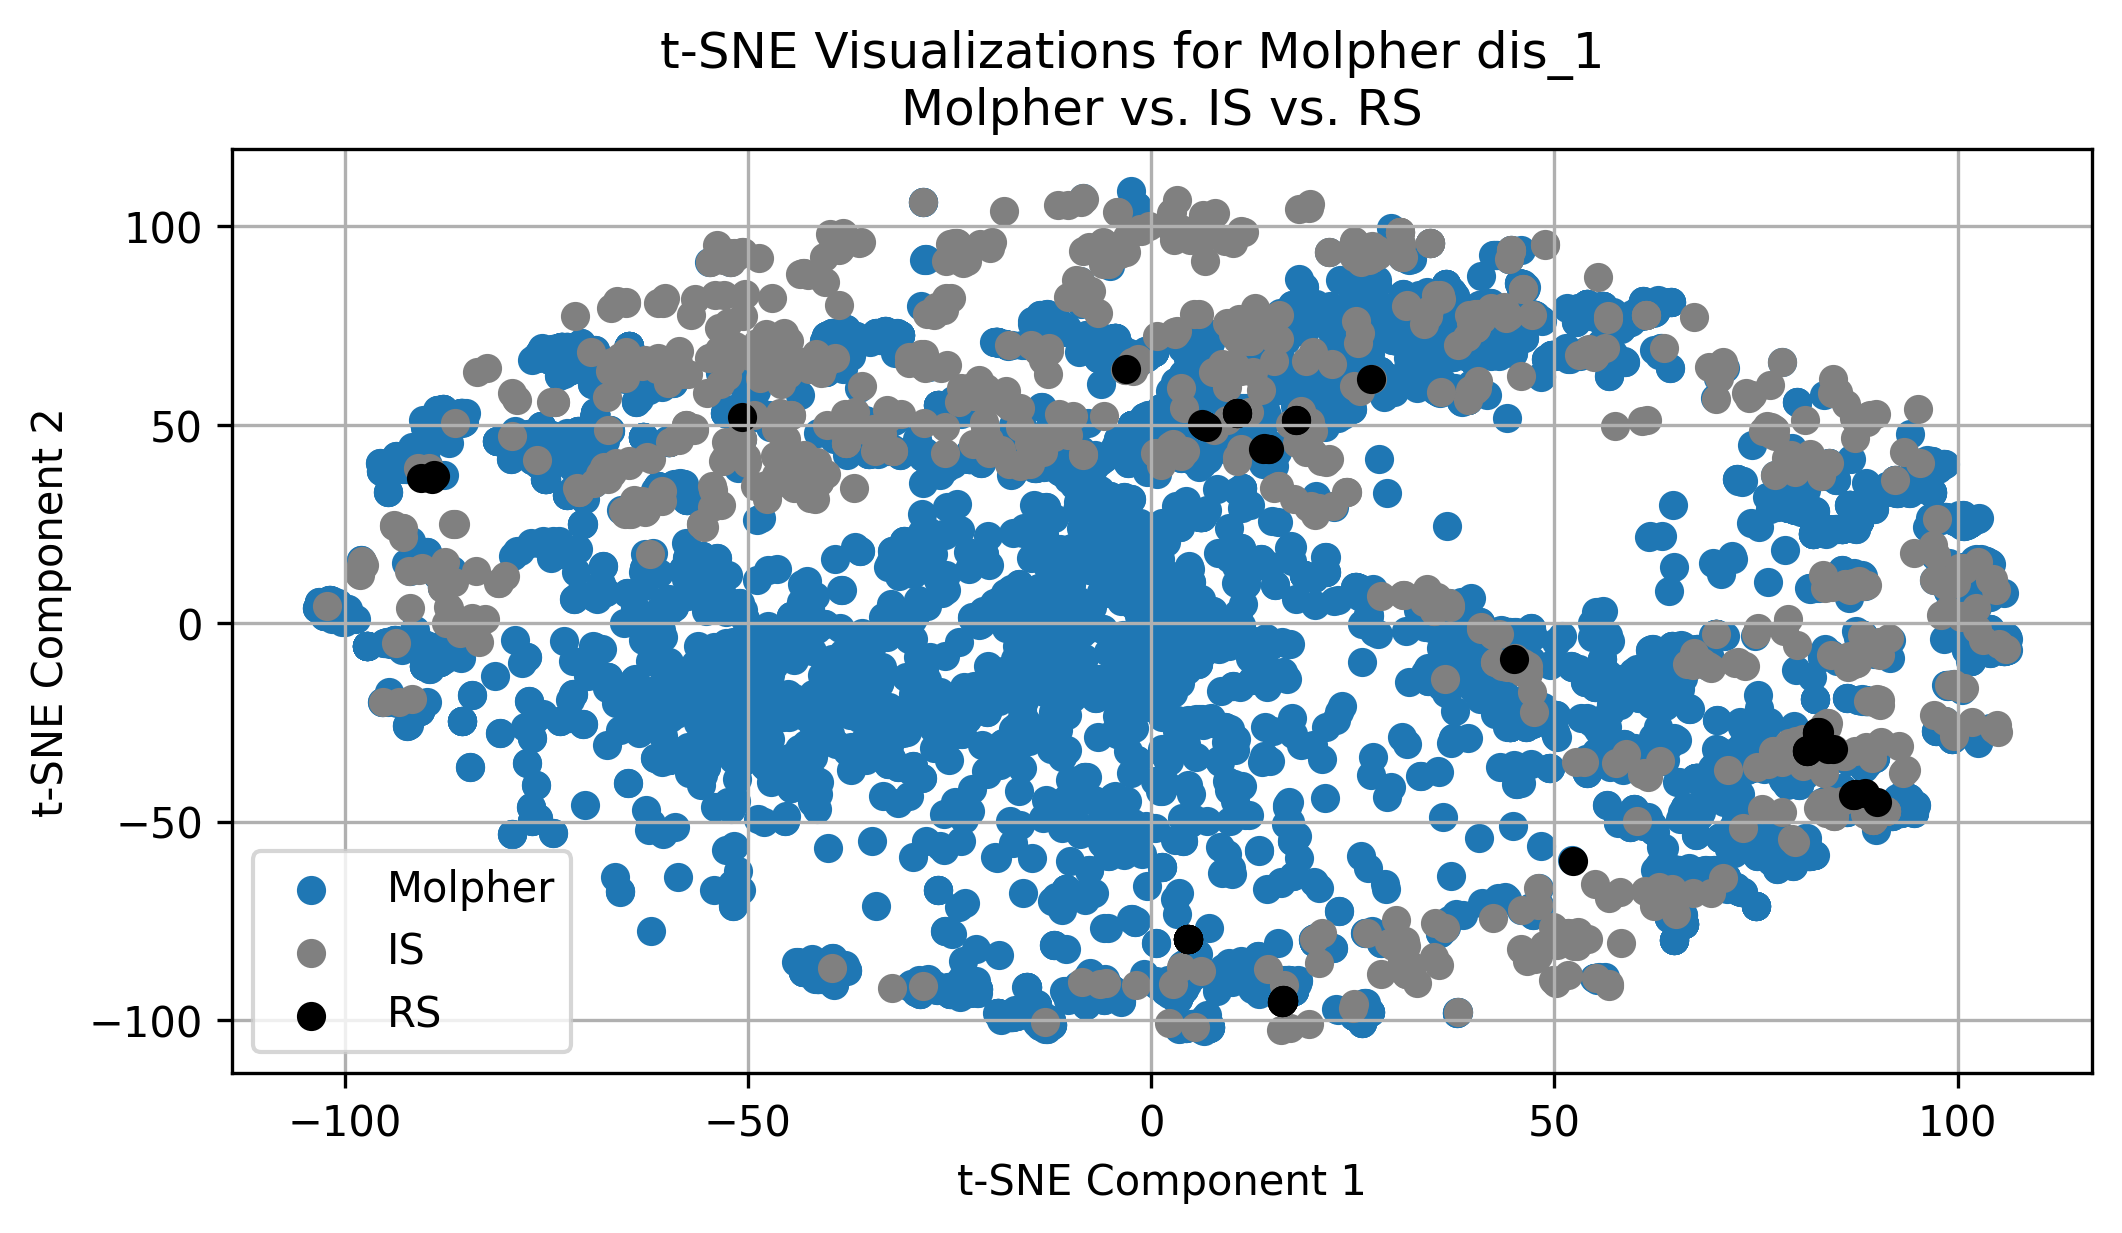 t-SNE Visualizations for Molpher dis_1
Molpher vs. IS vs. RS
t-SNE Component 2
100
50
0
−50
−100
Molpher
IS
RS
−100
−50
0
50
100
t-SNE Component 1